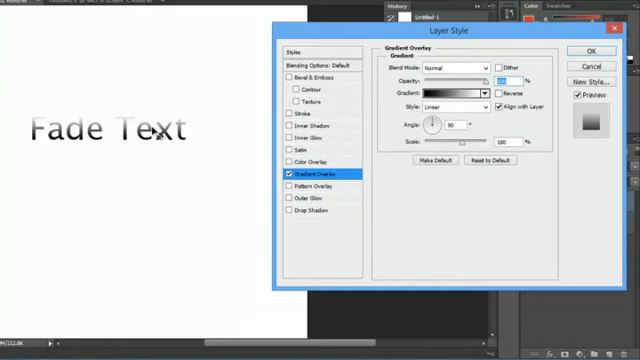 History
Color
Swatches
Untitled-1
Layer Style
Styles
Blending Options: Default
Bevel & Emboss
Contour
Texture
Stroke
Inner Shadow
Inner Glow
Satin
Color Overlay
Gradient Overlay
Pattern Overlay
Outer Glow
Drop Shadow
Gradient Overlay
Gradient
Blend Mode: Normal
Dither
Opacity: %
Gradient:
Reverse
Style: Linear
Align with Layer
Angle: 90 °
Scale: 100 %
Make Default
Reset to Default
OK
Cancel
New Style...
Preview
Fade Text